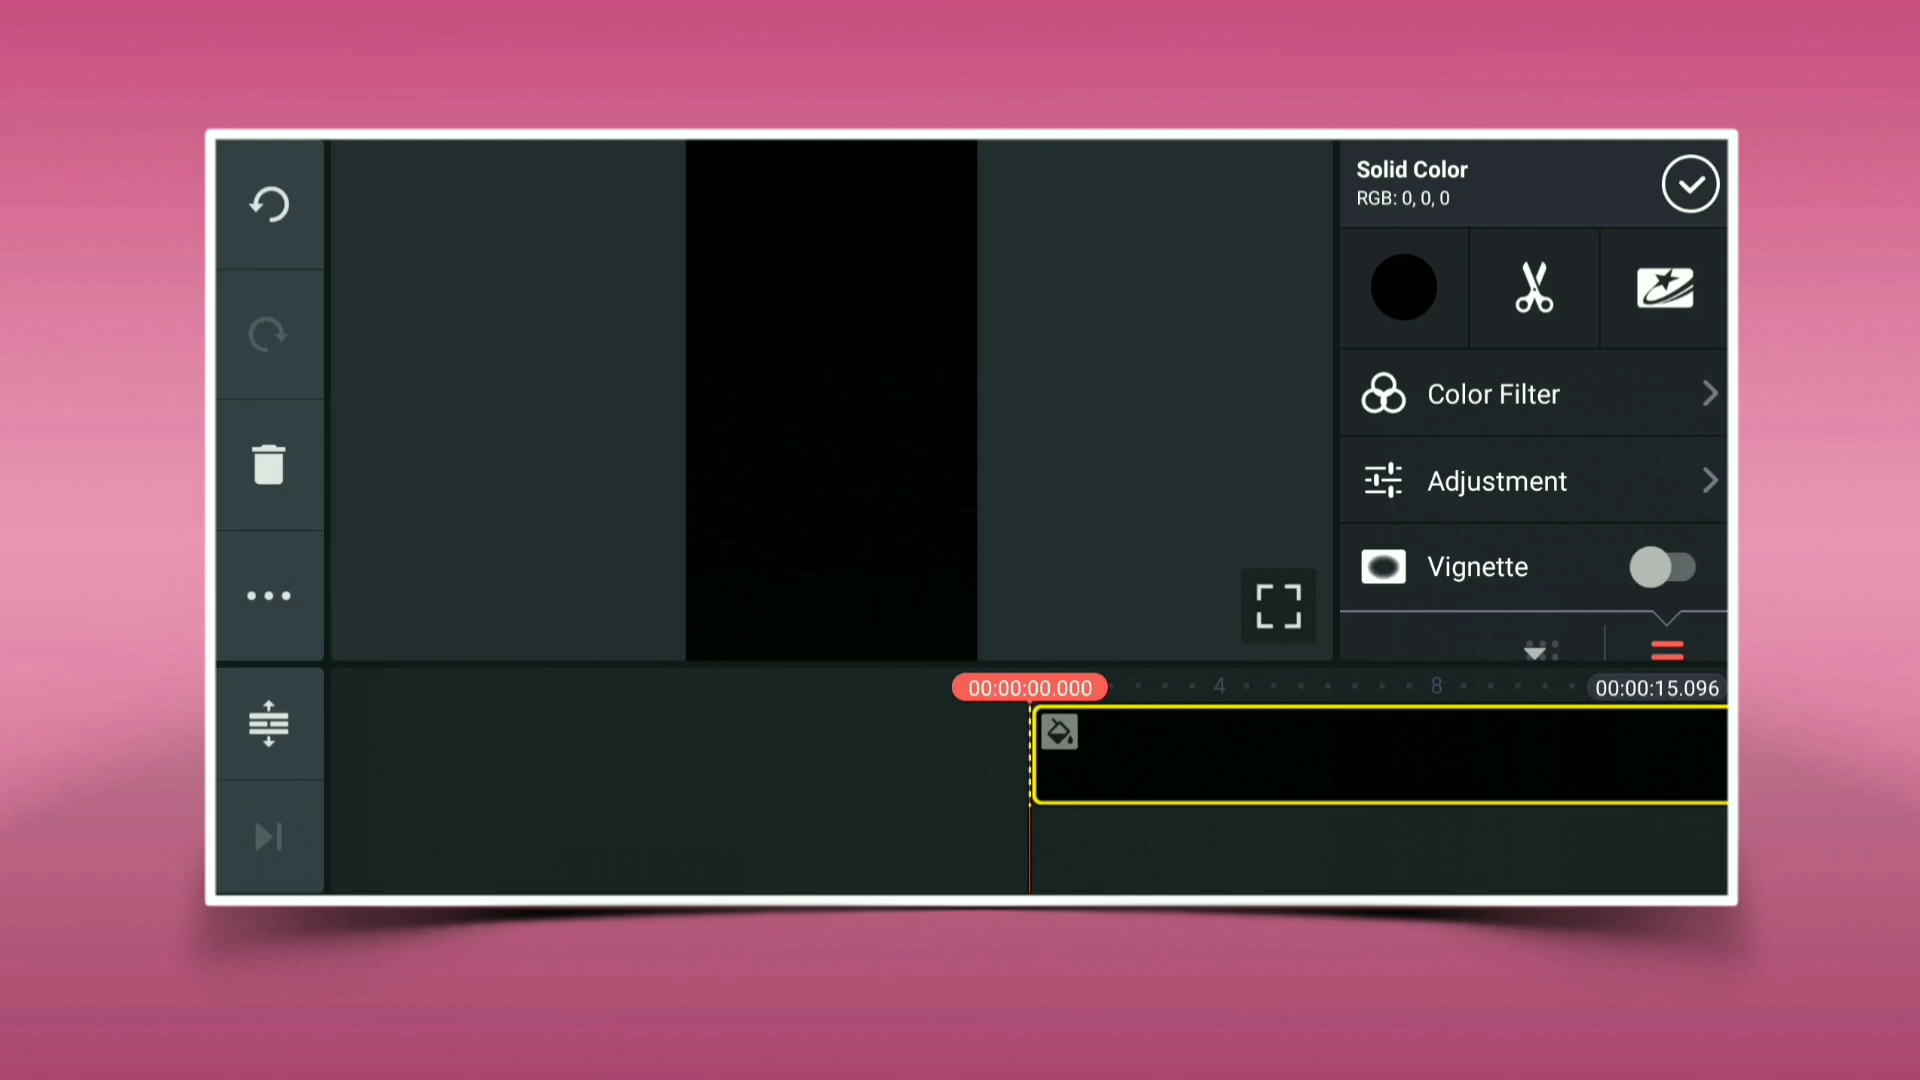 Solid Color
RGB: 0, 0, 0
Color Filter
Adjustment
Vignette
00:00:00.000
4
8
00:00:15.096